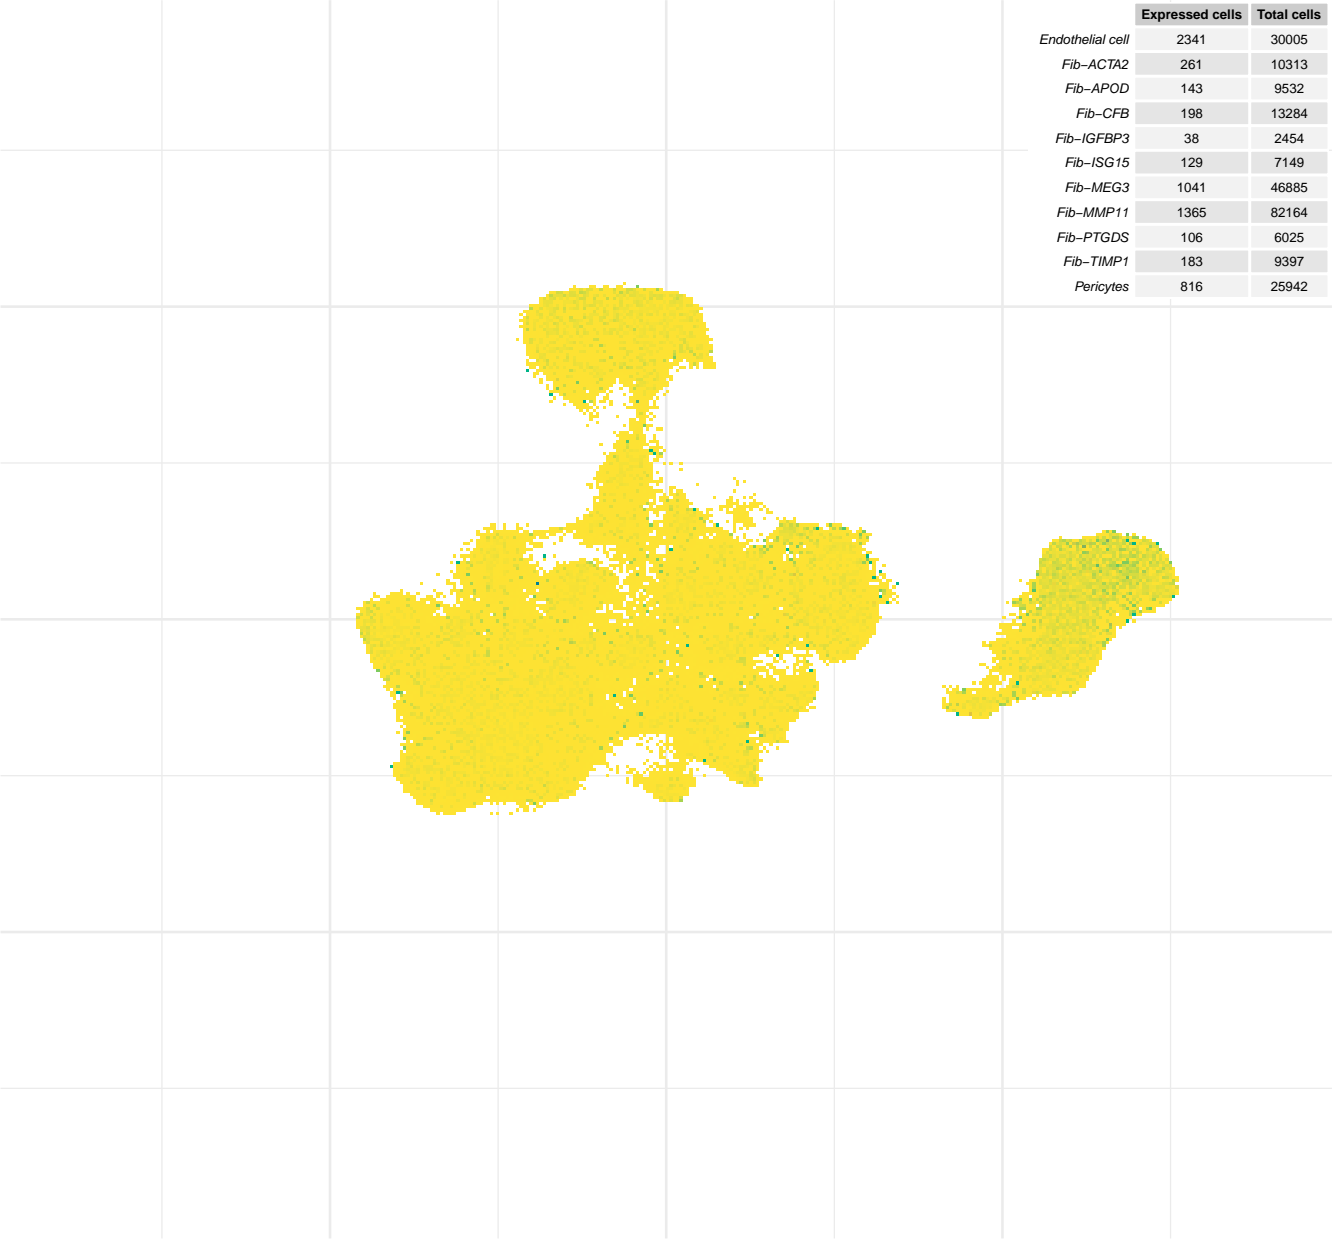 Expressed cells Total cells
Endothelial cell 2341 30005
Fib−ACTA2 261 10313
Fib−APOD 143 9532
Fib−CFB 198 13284
Fib−IGFBP3 38 2454
Fib−ISG15 129 7149
Fib−MEG3 1041 46885
Fib−MMP11 1365 82164
Fib−PTGDS 106 6025
Fib−TIMP1 183 9397
Pericytes 816 25942